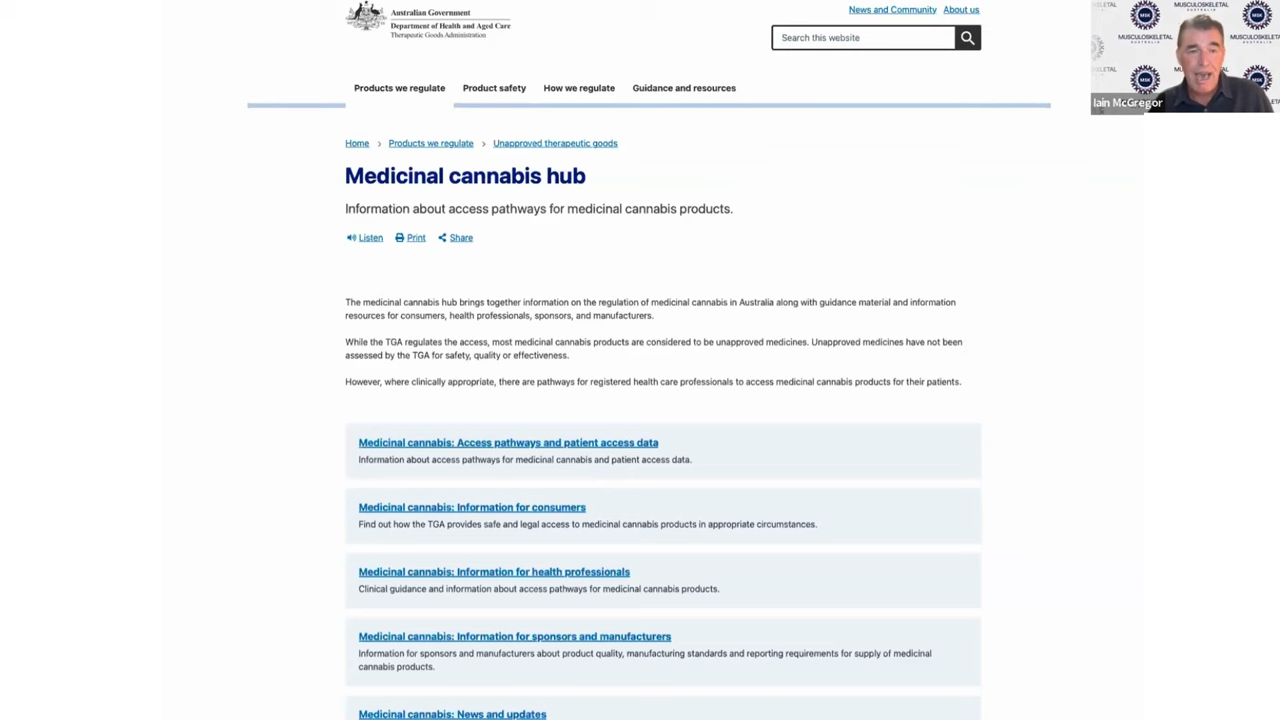 Australian Government
Department of Health and Aged Care
Therapeutic Goods Administration
News and Community
About us
Search this website
Products we regulate
Product safety
How we regulate
Guidance and resources
Home > Products we regulate > Unapproved therapeutic goods
Medicinal cannabis hub
Information about access pathways for medicinal cannabis products.
Listen
Print
Share
The medicinal cannabis hub brings together information on the regulation of medicinal cannabis in Australia along with guidance material and information
resources for consumers, health professionals, sponsors, and manufacturers.
While the TGA regulates the access, most medicinal cannabis products are considered to be unapproved medicines. Unapproved medicines have not been
assessed by the TGA for safety, quality or effectiveness.
However, where clinically appropriate, there are pathways for registered health care professionals to access medicinal cannabis products for their patients.
Medicinal cannabis: Access pathways and patient access data
Information about access pathways for medicinal cannabis and patient access data.
Medicinal cannabis: Information for consumers
Find out how the TGA provides safe and legal access to medicinal cannabis products in appropriate circumstances.
Medicinal cannabis: Information for health professionals
Clinical guidance and information about access pathways for medicinal cannabis products.
Medicinal cannabis: Information for sponsors and manufacturers
Information for sponsors and manufacturers about product quality, manufacturing standards and reporting requirements for supply of medicinal
cannabis products.
Medicinal cannabis: News and updates
MUSCULOSKELETAL
AUSTRALIA
MSK
Iain McGregor